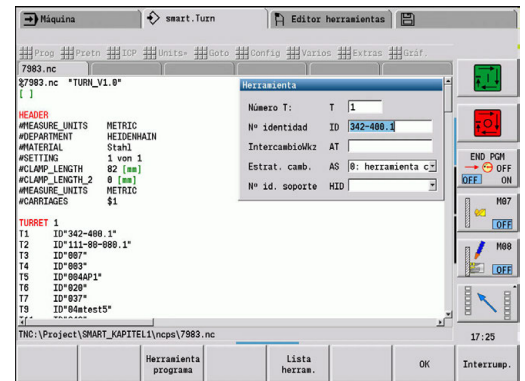 Máquina
smart.Turn
Editor herramientas
Prog Pretn ICP Units» Goto Config Varios Extras Gráf.
7983.nc
%7983.nc "TURN_V1.0"
[ ]
HEADER
#MEASURE_UNITS METRIC
#DEPARTMENT HEIDENHAIN
#MATERIAL Stahl
#SETTING 1 von 1
#CLAMP_LENGTH 82 [mm]
#CLAMP_LENGTH_2 0 [mm]
#MEASURE_UNITS METRIC
#CARRIAGES $1
TURRET 1
T1 ID"342-400.1"
T2 ID"111-80-080.1"
T3 ID"007"
T4 ID"003"
T5 ID"004AP1"
T6 ID"020"
T7 ID"037"
T9 ID"04mtest5"
Herramienta
Número T: T 1
Nº identidad ID 342-400.1
IntercambioWkz AT
Estrat. camb. AS 0: herramienta c
Nº id. soporte HID
TNC:\Project\SMART_KAPITEL1\ncps\7983.nc
END PGM
OFF
OFF ON
M07
OFF
M08
OFF
17:25
Herramienta
programa
Lista
herram.
OK
Interrump.